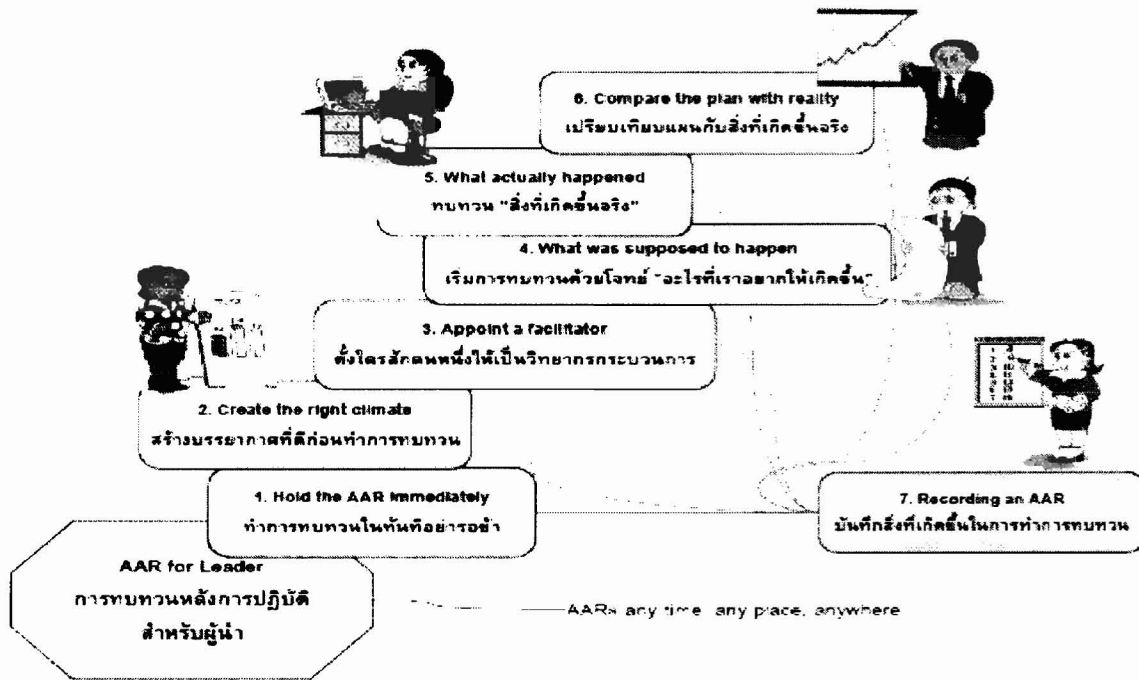 6. Compare the plan with reality
เปรียบเทียบแผนกับสิ่งที่เกิดขึ้นจริง
5. What actually happened
ทบทวน "สิ่งที่เกิดขึ้นจริง"
4. What was supposed to happen
เริ่มการทบทวนด้วยโจทย์ "อะไรที่เราอยากให้เกิดขึ้น"
3. Appoint a facilitator
ตั้งใครสักคนหนึ่งให้เป็นวิทยากรกระบวนการ
2. Create the right climate
สร้างบรรยากาศที่ดีก่อนทำการทบทวน
1. Hold the AAR immediately
ทำการทบทวนในทันทีอย่ารอช้า
7. Recording an AAR
บันทึกสิ่งที่เกิดขึ้นในการทำการทบทวน
AAR for Leader
การทบทวนหลังการปฏิบัติ
สำหรับผู้นำ
AARs any time, any place, anywhere